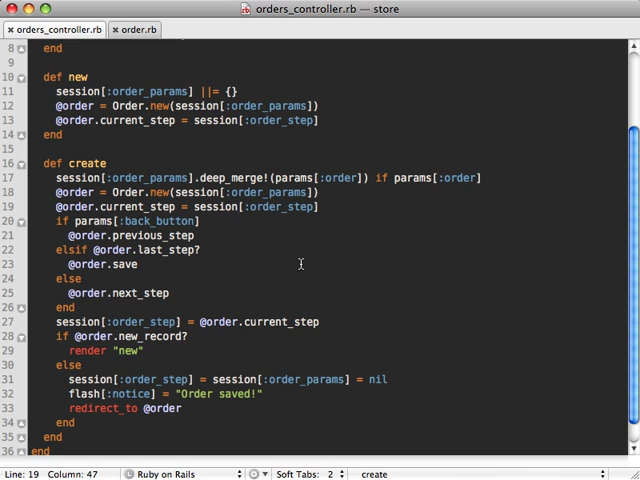 orders_controller.rb — store
orders_controller.rb
order.rb
8 end
9
10 def new
11 session[:order_params] ||= {}
12 @order = Order.new(session[:order_params])
13 @order.current_step = session[:order_step]
14 end
15
16 def create
17 session[:order_params].deep_merge!(params[:order]) if params[:order]
18 @order = Order.new(session[:order_params])
19 @order.current_step = session[:order_step]
20 if params[:back_button]
21 @order.previous_step
22 elsif @order.last_step?
23 @order.save
24 else
25 @order.next_step
26 end
27 session[:order_step] = @order.current_step
28 if @order.new_record?
29 render "new"
30 else
31 session[:order_step] = session[:order_params] = nil
32 flash[:notice] = "Order saved!"
33 redirect_to @order
34 end
35 end
36 end
Line: 19 Column: 47 Ruby on Rails Soft Tabs: 2 create